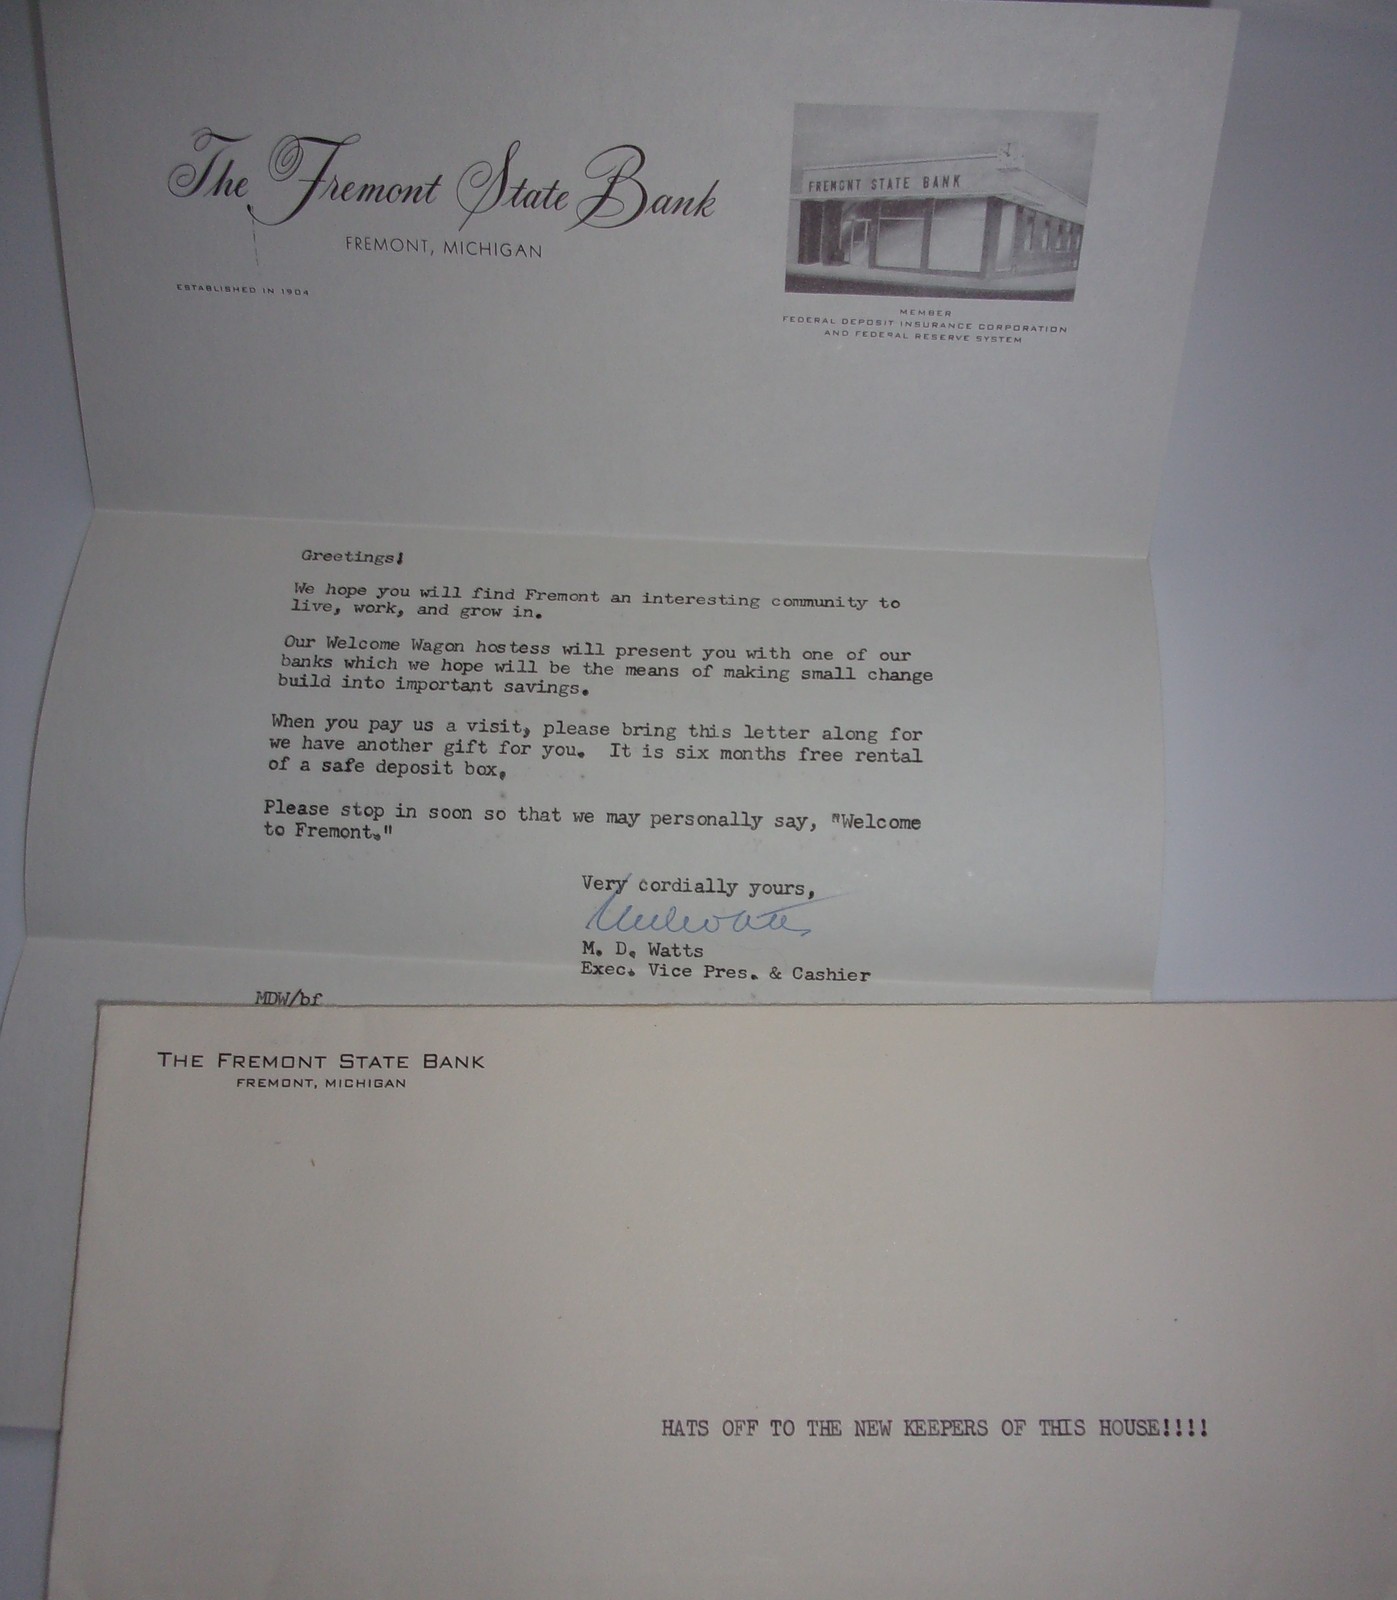 The Fremont State Bank
FREMONT, MICHIGAN
ESTABLISHED IN 1904
FREMONT STATE BANK
MEMBER
FEDERAL DEPOSIT INSURANCE CORPORATION
AND FEDERAL RESERVE SYSTEM
Greetings!
We hope you will find Fremont an interesting community to
live, work, and grow in.
Our Welcome Wagon hostess will present you with one of our
banks which we hope will be the means of making small change
build into important savings.
When you pay us a visit, please bring this letter along for
we have another gift for you. It is six months free rental
of a safe deposit box.
Please stop in soon so that we may personally say, "Welcome
to Fremont."
Very cordially yours,
M. D. Watts
Exec. Vice Pres. & Cashier
MDW/bf
THE FREMONT STATE BANK
FREMONT, MICHIGAN
HATS OFF TO THE NEW KEEPERS OF THIS HOUSE!!!!